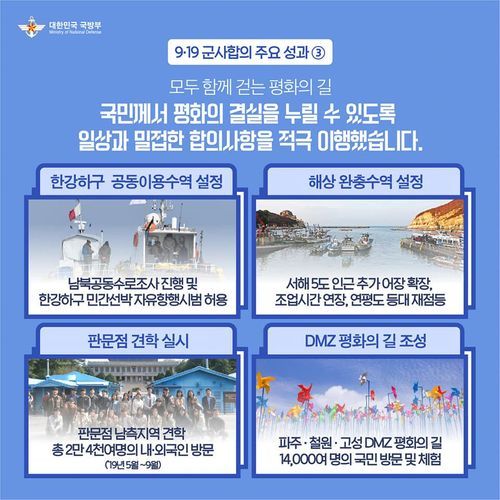 대한민국 국방부
Ministry of National Defense
9·19 군사합의 주요 성과 ③
모두 함께 걷는 평화의 길
국민께서 평화의 결실을 누릴 수 있도록
일상과 밀접한 합의사항을 적극 이행했습니다.
한강하구 공동이용수역 설정
남북공동수로조사 진행 및
한강하구 민간선박 자유항행시범 허용
해상 완충수역 설정
서해 5도 인근 추가 어장 확장,
조업시간 연장, 연평도 등대 재점등
판문점 견학 실시
판문점 남측지역 견학
총 2만 4천여명의 내·외국인 방문
('19년 5월 ~9월)
DMZ 평화의 길 조성
파주·철원·고성 DMZ 평화의 길
14,000여 명의 국민 방문 및 체험